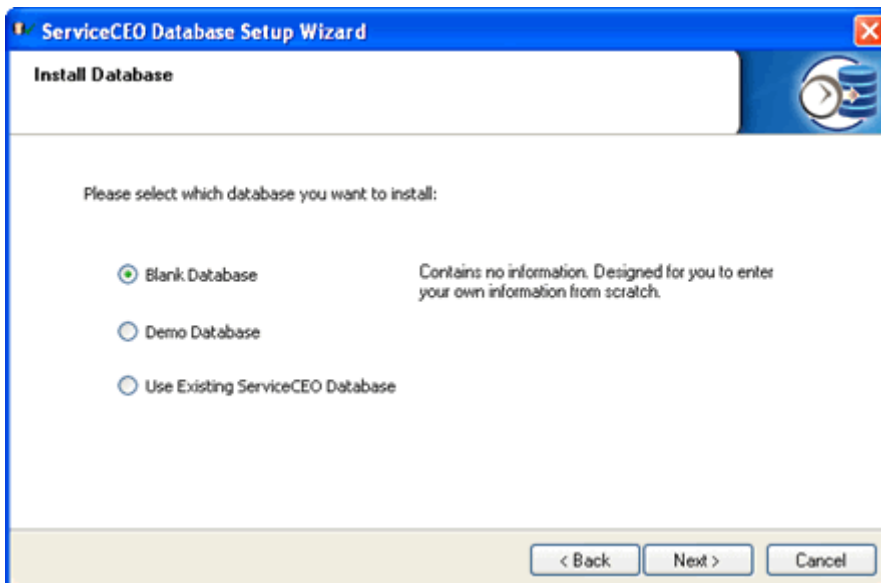 ServiceCEO Database Setup Wizard
Install Database
Please select which database you want to install:
Blank Database
Contains no information. Designed for you to enter
your own information from scratch.
Demo Database
Use Existing ServiceCEO Database
< Back
Next >
Cancel